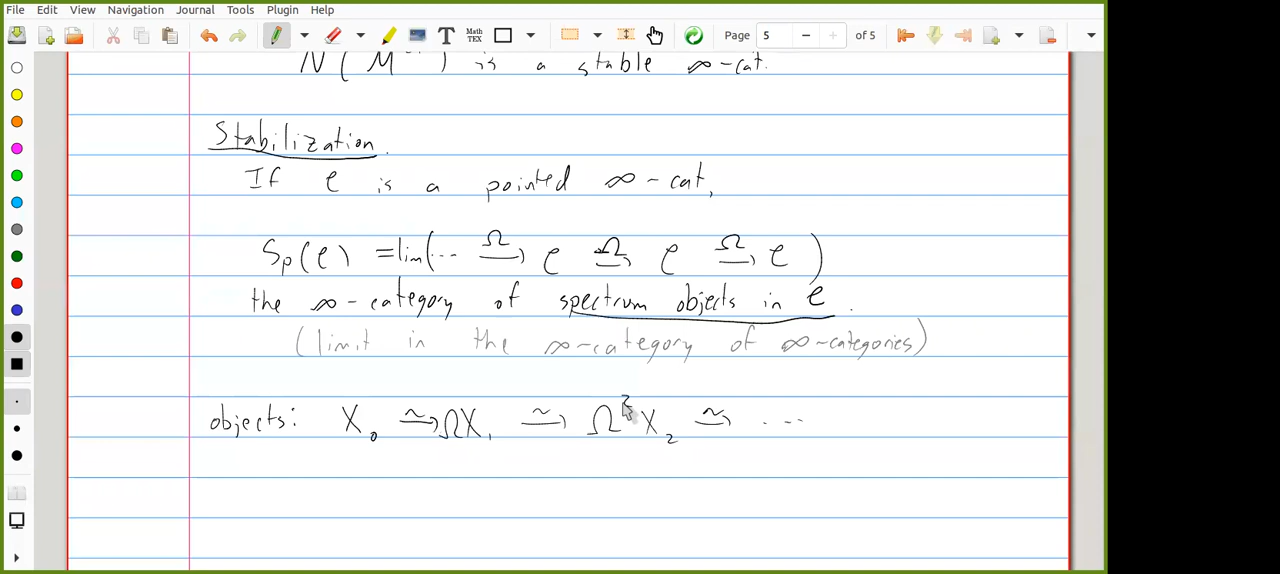 File Edit View Navigation Journal Tools Plugin Help
T Math TEX Page 5 of 5
N( M ) is a stable ∞-cat.
Stabilization.
If C is a pointed ∞-cat,
Sp(C) = lim(... Ω→ C Ω→ C Ω→ C)
the ∞-category of spectrum objects in C.
(limit in the ∞-category of ∞-categories)
objects: X₀ ~→ ΩX₁ ~→ Ω²X₂ ~→ ...